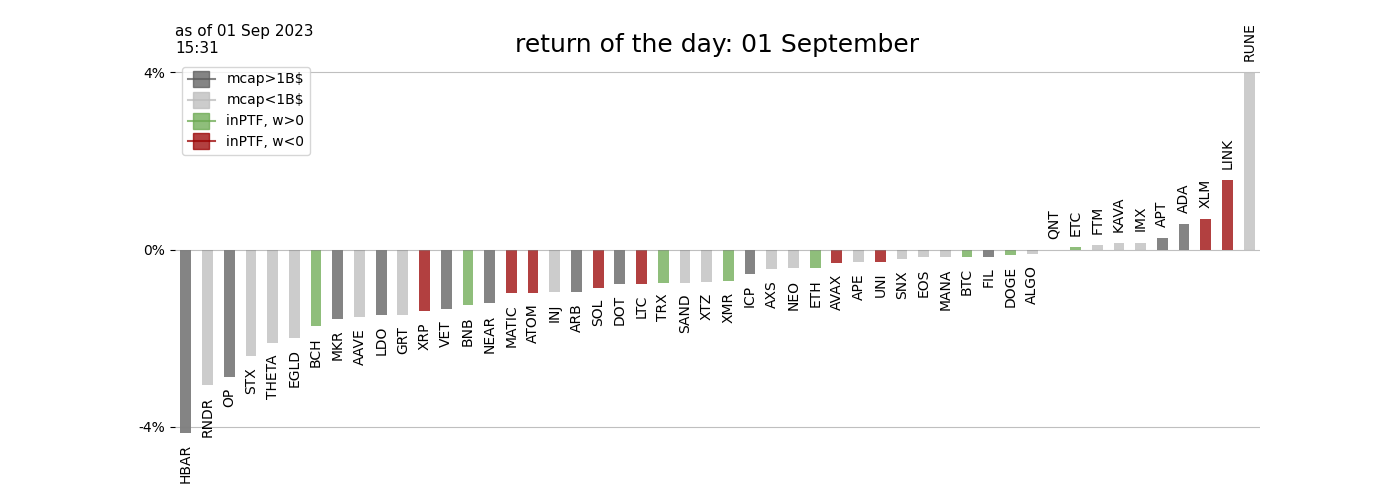 as of 01 Sep 2023
15:31
return of the day: 01 September
4%
0%
-4%
mcap>1B$
mcap<1B$
inPTF, w>0
inPTF, w<0
HBAR
RNDR
OP
STX
THETA
EGLD
BCH
MKR
AAVE
LDO
GRT
XRP
VET
BNB
NEAR
MATIC
ATOM
INJ
ARB
SOL
DOT
LTC
TRX
SAND
XTZ
XMR
ICP
AXS
NEO
ETH
AVAX
APE
UNI
SNX
EOS
MANA
BTC
FIL
DOGE
ALGO
QNT
ETC
FTM
KAVA
IMX
APT
ADA
XLM
LINK
RUNE